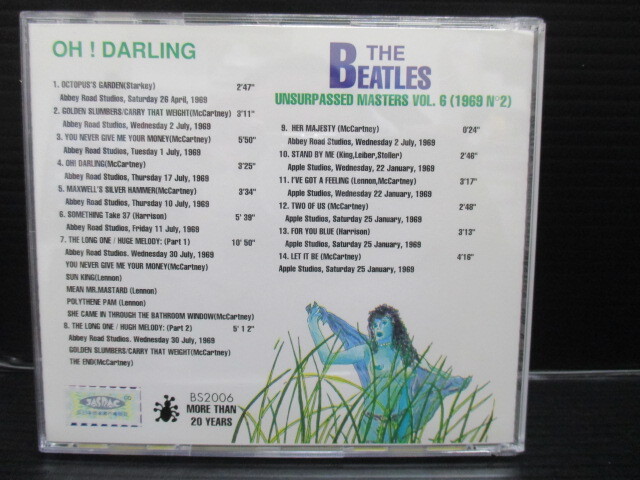 OH ! DARLING
THE
BEATLES
UNSURPASSED MASTERS VOL. 6 (1969 N°2)
1. OCTOPUS'S GARDEN(Starkey) 2'47"
Abbey Road Studios, Saturday 26 April, 1969
2. GOLDEN SLUMBERS/CARRY THAT WEIGHT(McCartney) 3'11"
Abbey Road Studios, Wednesday 2 July, 1969
3. YOU NEVER GIVE ME YOUR MONEY(McCartney) 5'50"
Abbey Road Studios, Tuesday 1 July, 1969
4. OH! DARLING(McCartney) 3'25"
Abbey Road Studios, Thursday 17 July, 1969
5. MAXWELL'S SILVER HAMMER(McCartney) 3'34"
Abbey Road Studios, Thursday 10 July, 1969
6. SOMETHING Take 37 (Harrison) 5' 39"
Abbey Road Studios, Friday 11 July, 1969
7. THE LONG ONE / HUGE MELODY: (Part 1) 10' 50"
Abbey Road Studios. Wednesday 30 July, 1969
YOU NEVER GIVE ME YOUR MONEY(McCartney)
SUN KING(Lennon)
MEAN MR.MASTARD (Lennon)
POLYTHENE PAM (Lennon)
SHE CAME IN THROUGH THE BATHROOM WINDOW(McCartney)
8. THE LONG ONE / HUGH MELODY: (Part 2) 5' 1 2"
Abbey Road Studios. Wednesday 30 July, 1969
GOLDEN SLUMBERS/CARRY THAT WEIGHT(McCartney)
THE END(McCartney)
9. HER MAJESTY (McCartney) 0'24"
Abbey Road Studios, Wednesday 2 July, 1969
10. STAND BY ME (King,Leiber,Stoller) 2'46"
Apple Studios, Wednesday 22 January, 1969
11. I'VE GOT A FEELING (Lennon,McCartney) 3'17"
Apple Studios, Wednesday 22 January, 1969
12. TWO OF US (McCartney) 2'48"
Apple Studios, Saturday 25 January, 1969
13. FOR YOU BLUE (Harrison) 3'13"
Apple Studios, Saturday 25 January, 1969
14. LET IT BE (McCartney) 4'16"
Apple Studios, Saturday 25 January, 1969
BS2006
MORE THAN
20 YEARS